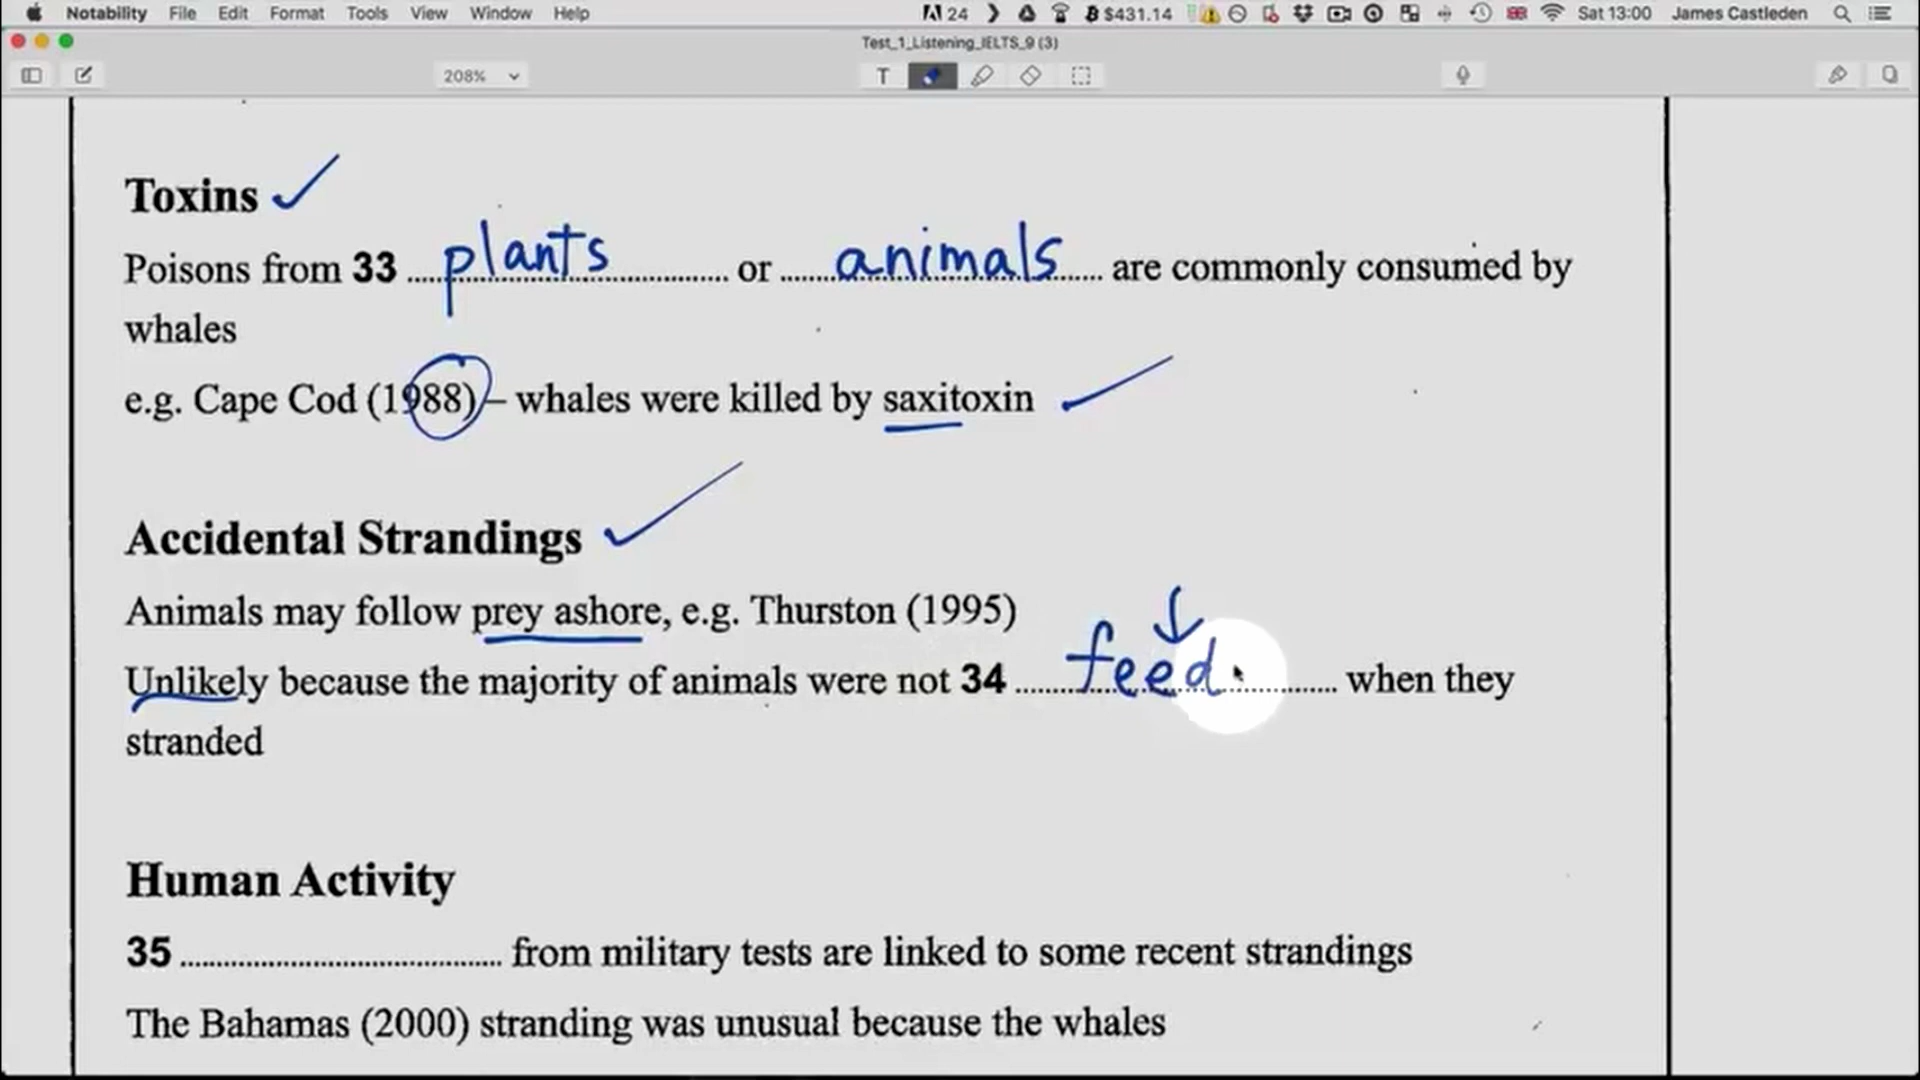 Notability File Edit Format Tools View Window Help 24 $431.14 Sat 13:00 James Castleden
Test_1_Listening_IELTS_9 (3)
208% T
Toxins
Poisons from 33 plants or animals are commonly consumed by
whales
e.g. Cape Cod (1988) – whales were killed by saxitoxin
Accidental Strandings
Animals may follow prey ashore, e.g. Thurston (1995)
Unlikely because the majority of animals were not 34 feed when they
stranded
Human Activity
35 from military tests are linked to some recent strandings
The Bahamas (2000) stranding was unusual because the whales